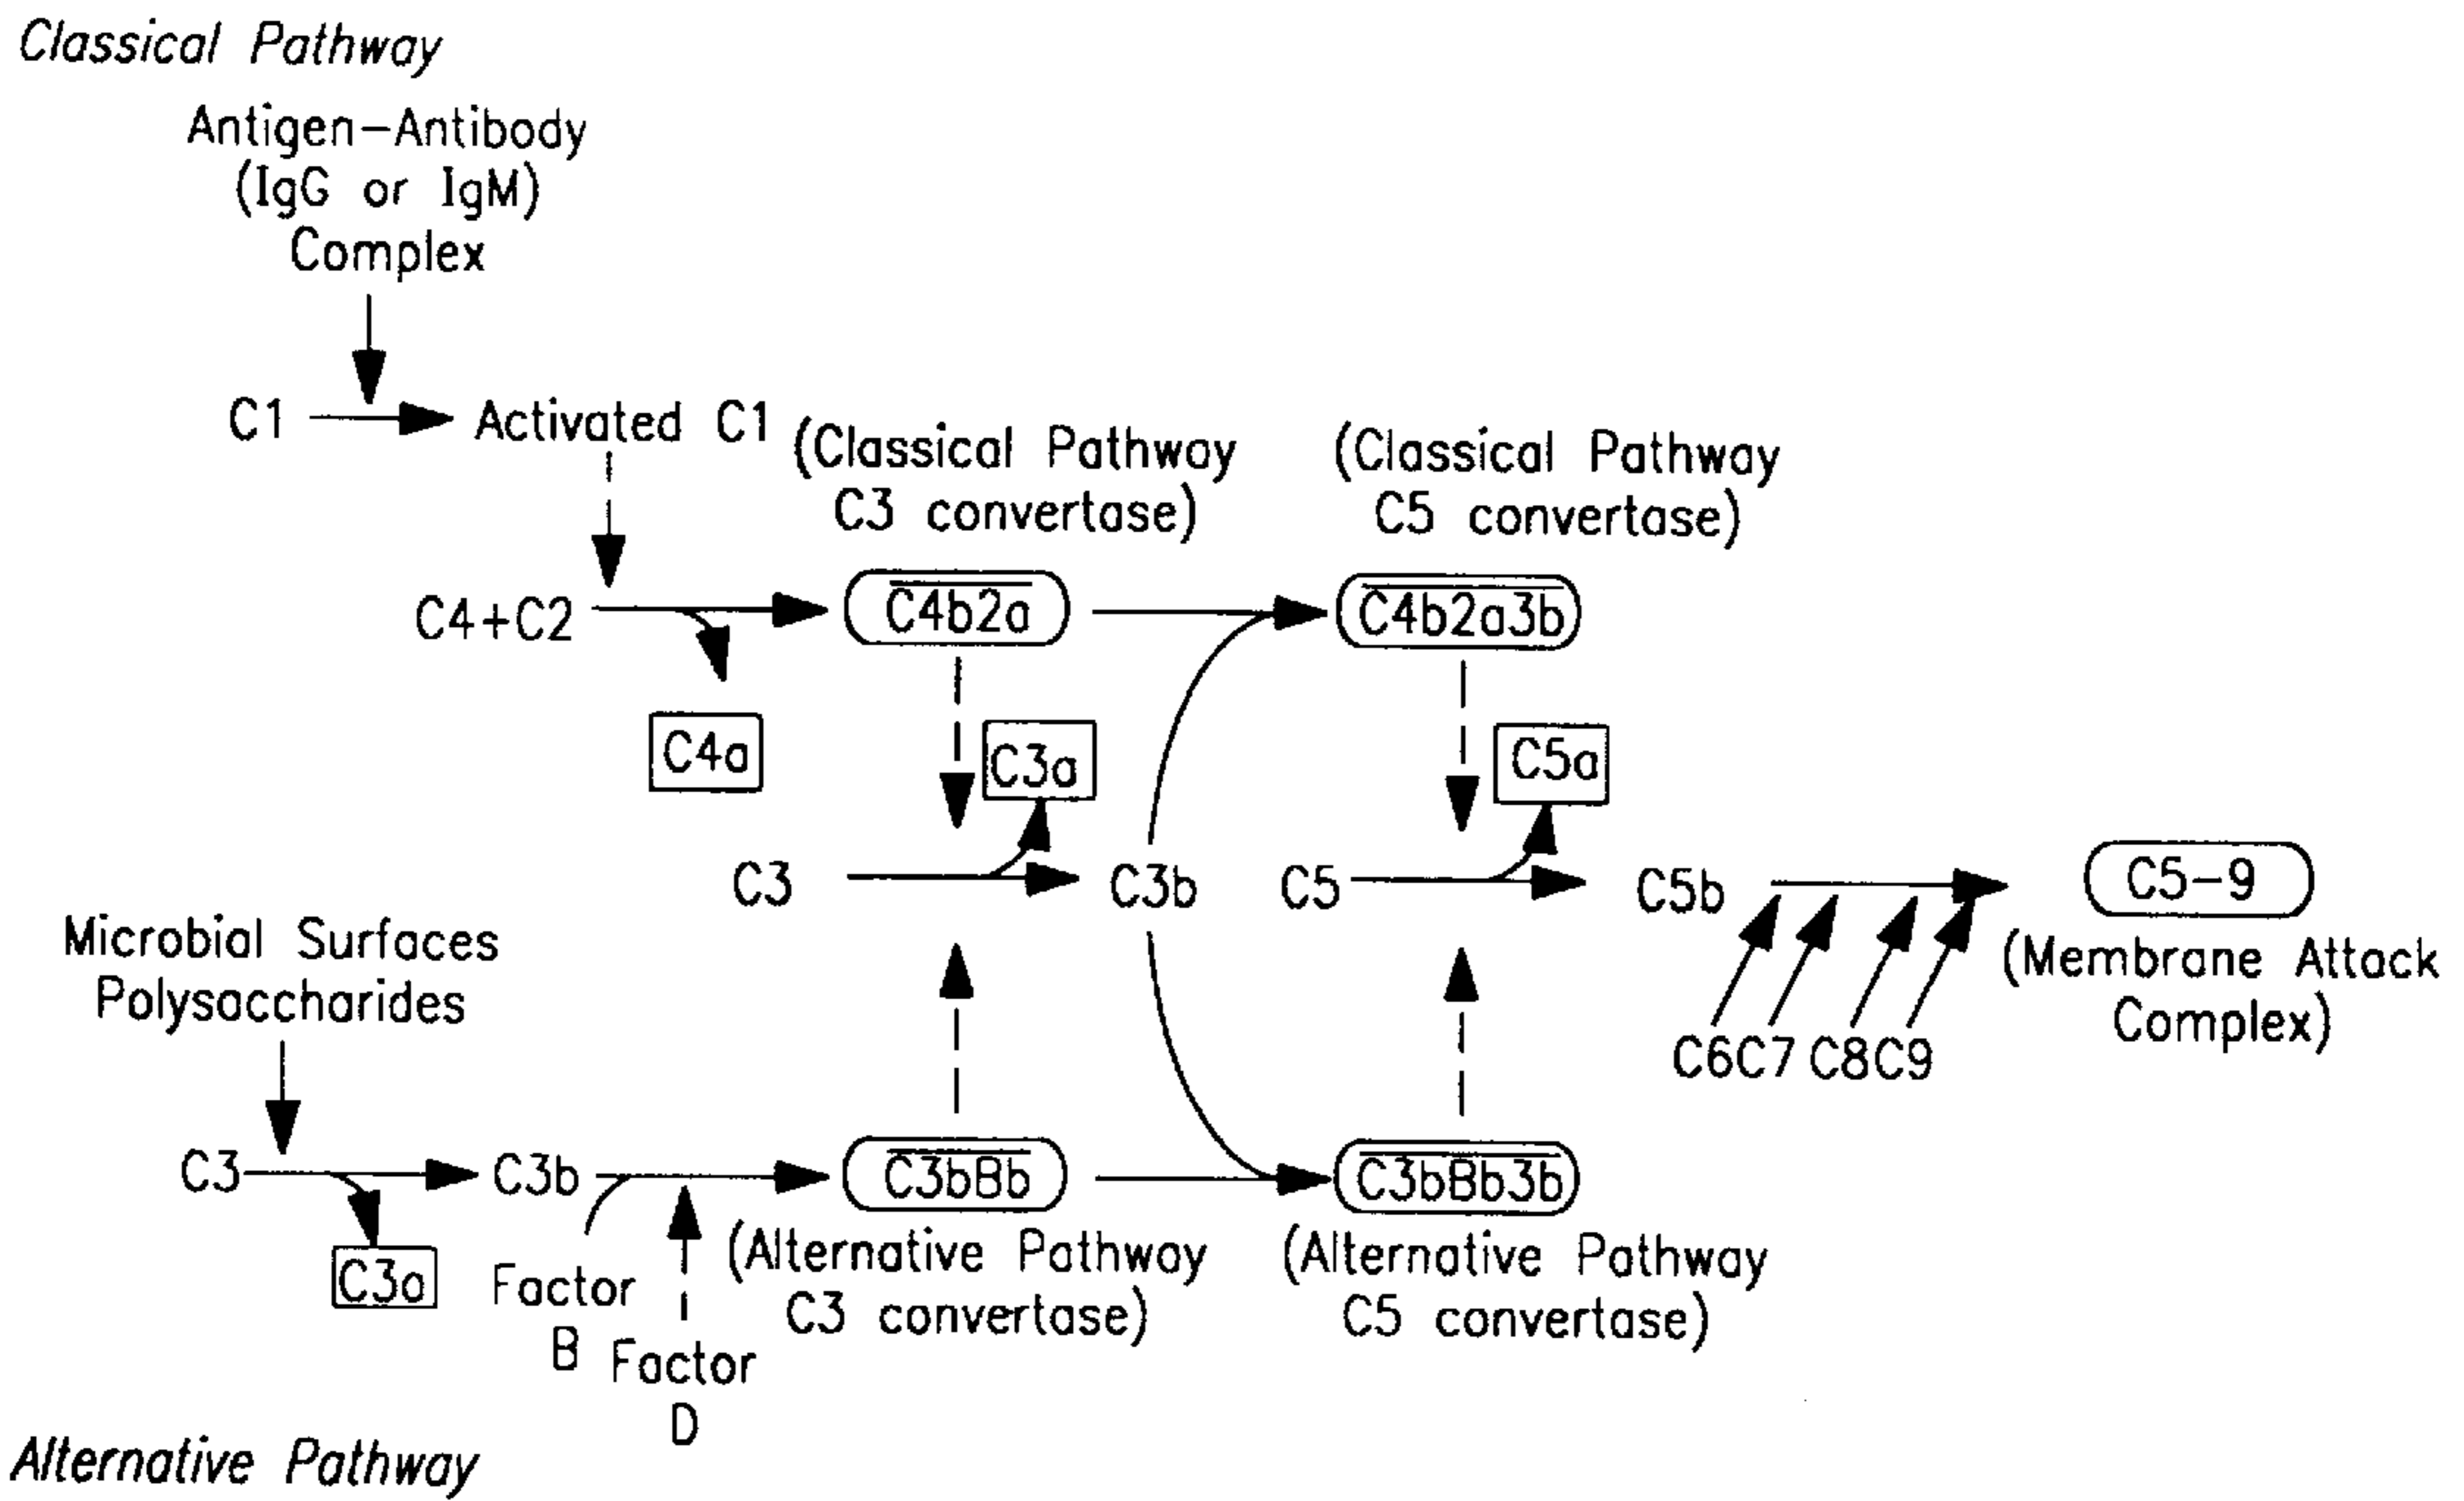 Classical Pathway
Antigen-Antibody
(IgG or IgM)
Complex
C1
Activated C1
(Classical Pathway
C3 convertase)
(Classical Pathway
C5 convertase)
C4+C2
C4b2a
C4b2a3b
C4a
C3a
C5a
C3
C3b
C5
C5b
C5-9
(Membrane Attack
Complex)
C6C7 C8C9
Microbial Surfaces
Polysaccharides
C3
C3b
C3bBb
C3bBb3b
C3a
Factor
B
Factor
D
(Alternative Pathway
C3 convertase)
(Alternative Pathway
C5 convertase)
Alternative Pathway